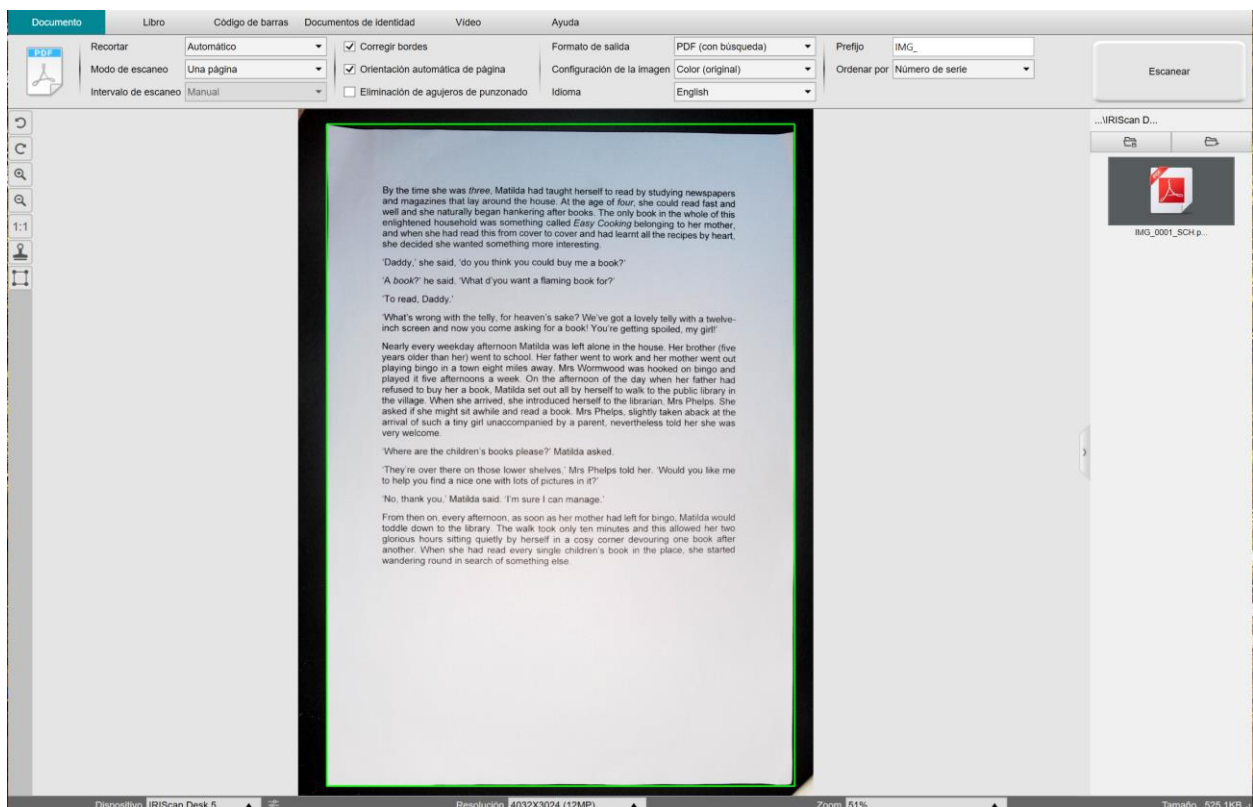 Documento Libro Código de barras Documentos de identidad Vídeo Ayuda
PDF
Recortar Automático
Modo de escaneo Una página
Intervalo de escaneo Manual
Corregir bordes
Orientación automática de página
Eliminación de agujeros de punzonado
Formato de salida PDF (con búsqueda)
Configuración de la imagen Color (original)
Idioma English
Prefijo IMG_
Ordenar por Número de serie
Escanear
1:1
By the time she was three, Matilda had taught herself to read by studying newspapers
and magazines that lay around the house. At the age of four, she could read fast and
well and she naturally began hankering after books. The only book in the whole of this
enlightened household was something called Easy Cooking belonging to her mother,
and when she had read this from cover to cover and had learnt all the recipes by heart,
she decided she wanted something more interesting.
'Daddy,' she said, 'do you think you could buy me a book?'
'A book?' he said. 'What d'you want a flaming book for?'
'To read, Daddy.'
'What's wrong with the telly, for heaven's sake? We've got a lovely telly with a twelve-
inch screen and now you come asking for a book! You're getting spoiled, my girl!'
Nearly every weekday afternoon Matilda was left alone in the house. Her brother (five
years older than her) went to school. Her father went to work and her mother went out
playing bingo in a town eight miles away. Mrs Wormwood was hooked on bingo and
played it five afternoons a week. On the afternoon of the day when her father had
refused to buy her a book, Matilda set out all by herself to walk to the public library in
the village. When she arrived, she introduced herself to the librarian, Mrs Phelps. She
asked if she might sit awhile and read a book. Mrs Phelps, slightly taken aback at the
arrival of such a tiny girl unaccompanied by a parent, nevertheless told her she was
very welcome.
'Where are the children's books please?' Matilda asked.
'They're over there on those lower shelves,' Mrs Phelps told her. 'Would you like me
to help you find a nice one with lots of pictures in it?'
'No, thank you,' Matilda said. 'I'm sure I can manage.'
From then on, every afternoon, as soon as her mother had left for bingo, Matilda would
toddle down to the library. The walk took only ten minutes and this allowed her two
glorious hours sitting quietly by herself in a cosy corner devouring one book after
another. When she had read every single children's book in the place, she started
wandering round in search of something else
...\IRIScan D...
IMG_0001_SCH.p...
Dispositivo IRIScan Desk 5 Resolución 4032X3024 (12MP) Zoom 51% Tamaño 525.1KB